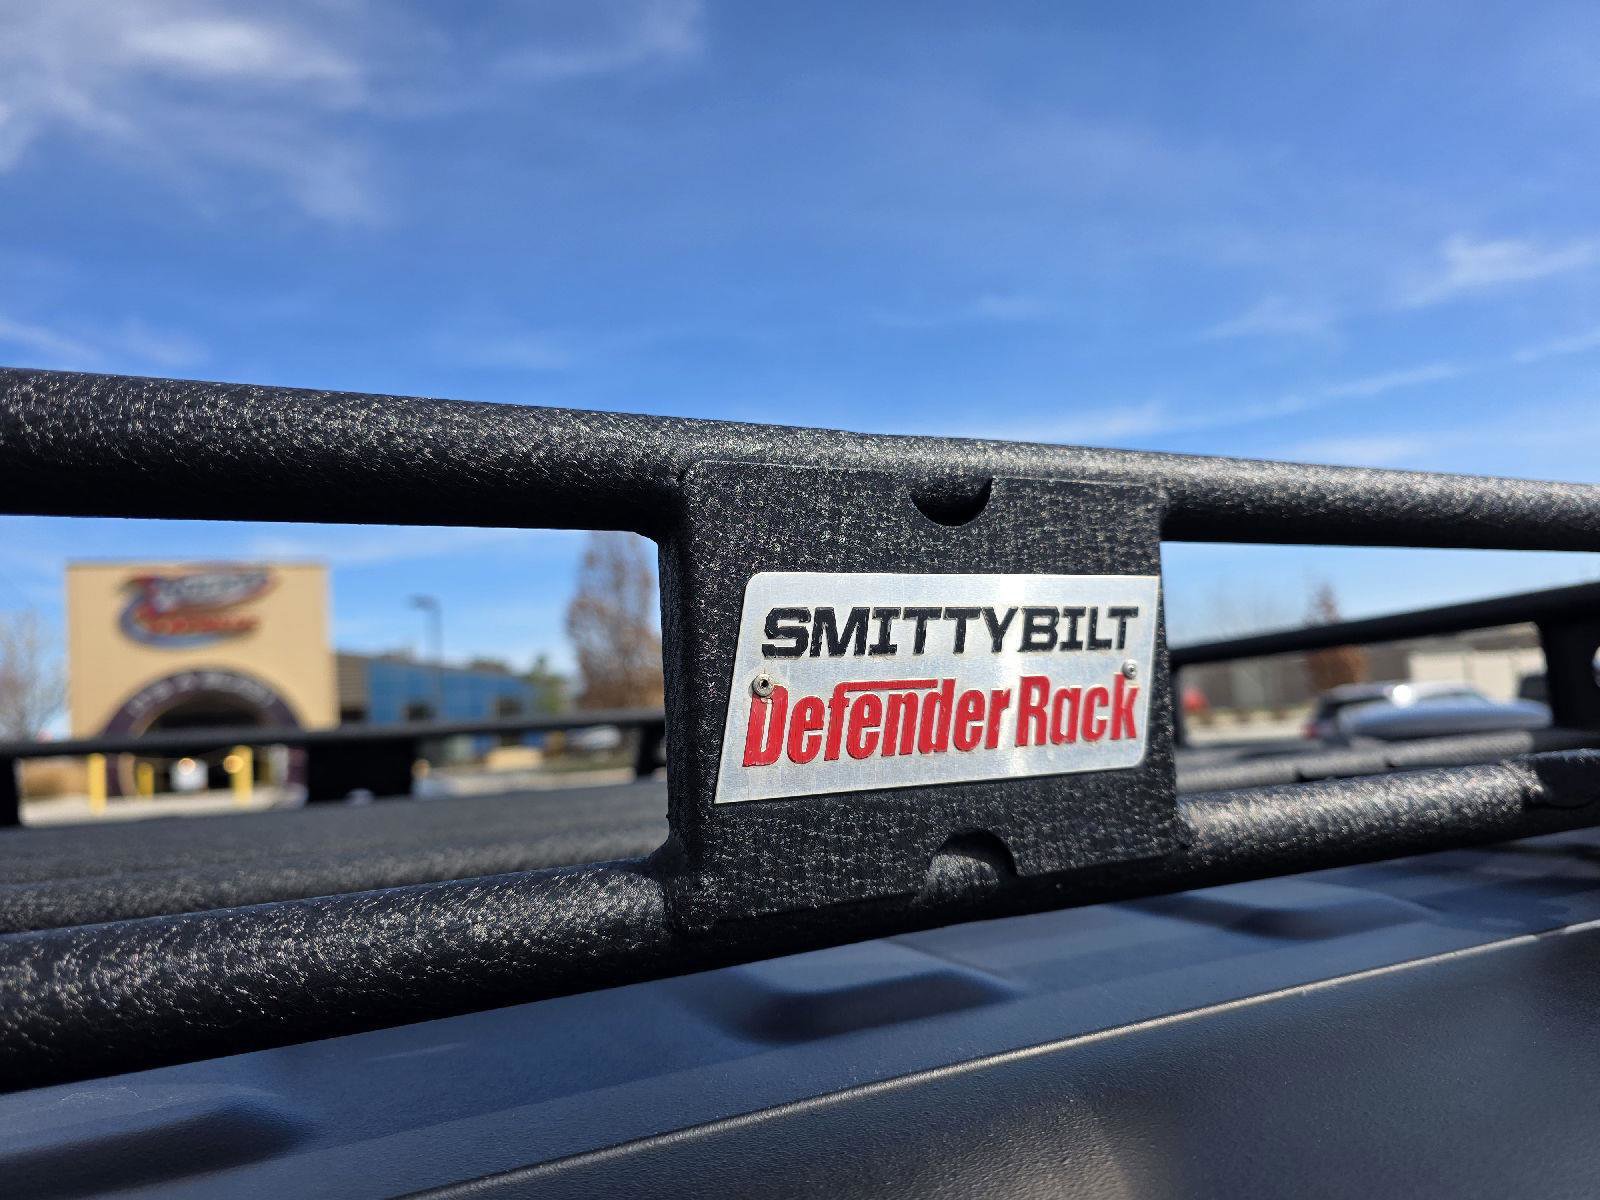 SMITTYBILT
Defender Rack